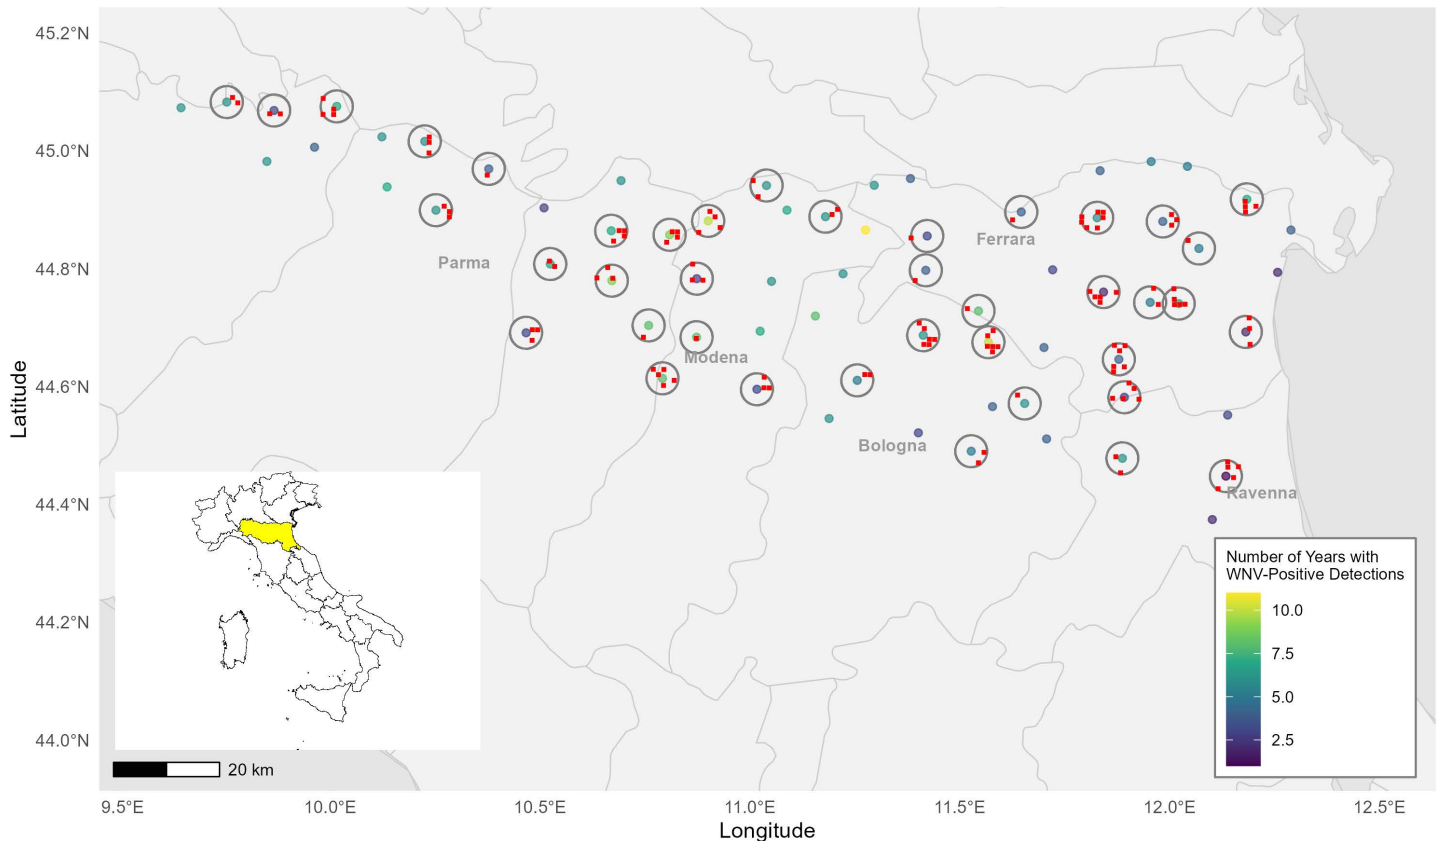 45.2°N
45.0°N
44.8°N
44.6°N
44.4°N
44.2°N
44.0°N
Latitude
Parma
Modena
Bologna
Ferrara
Ravenna
Number of Years with
WNV-Positive Detections
10.0
7.5
5.0
2.5
20 km
9.5°E
10.0°E
10.5°E
11.0°E
11.5°E
12.0°E
12.5°E
Longitude